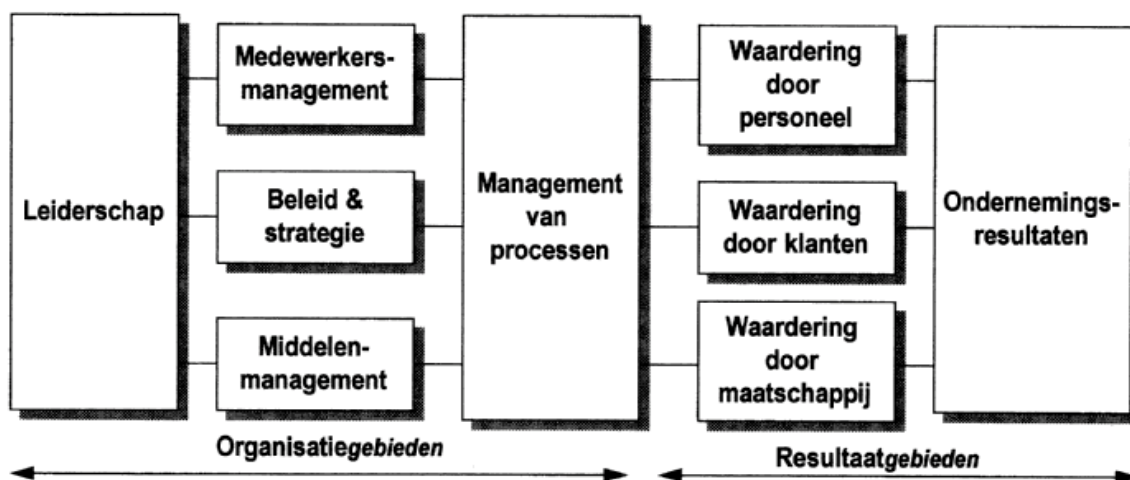 Leiderschap
Medewerkers-
management
Beleid &
strategie
Middelen-
management
Management
van
processen
Waardering
door
personeel
Waardering
door klanten
Waardering
door
maatschappij
Ondernemings-
resultaten
Organisatiegebieden
Resultaatgebieden